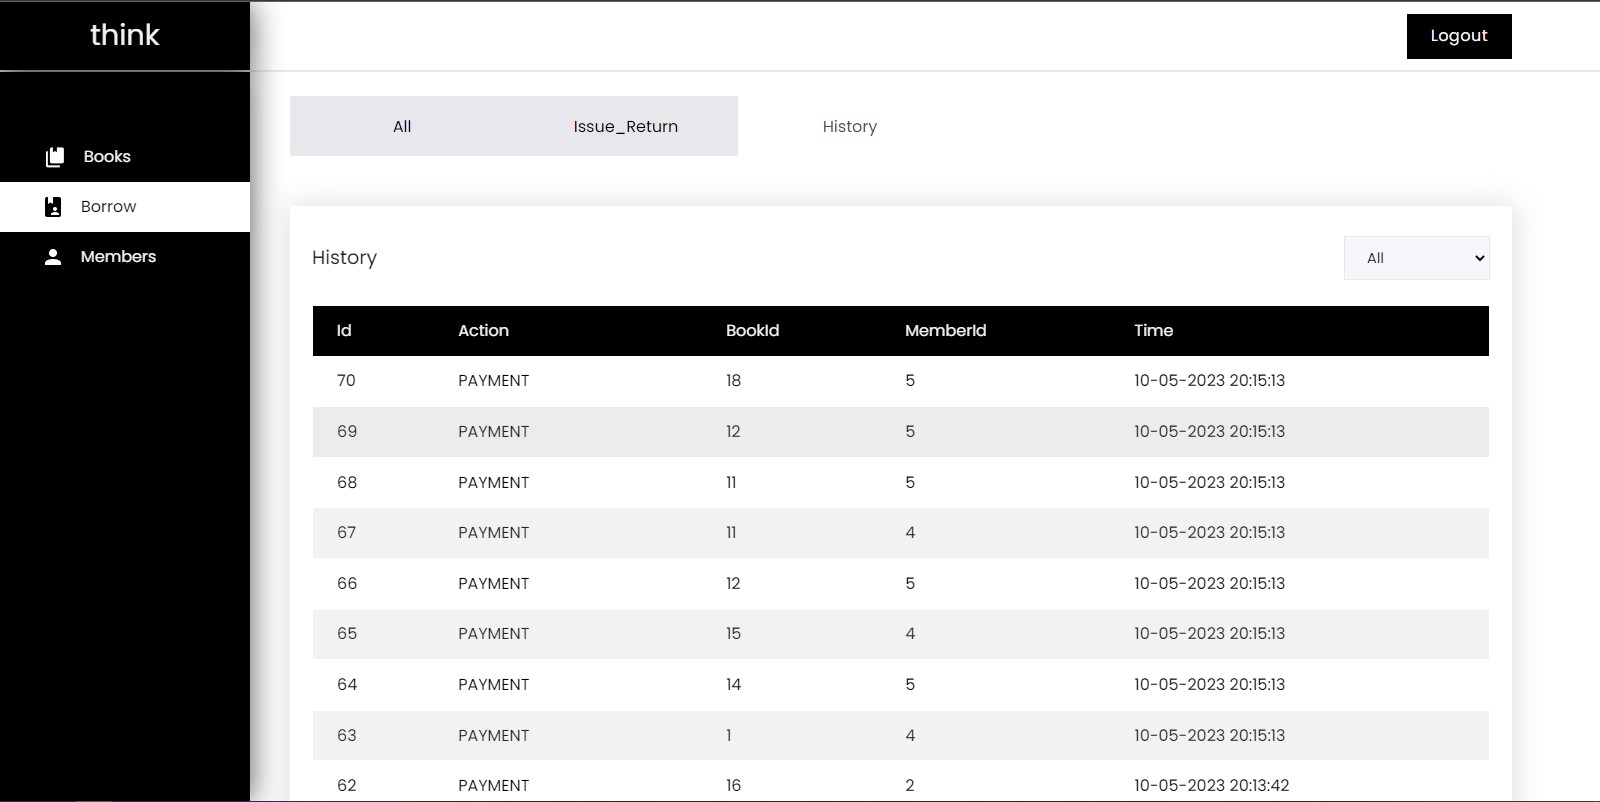 think
Logout
All Issue_Return History
Books
Borrow
Members
History All
Id Action BookId MemberId Time
70 PAYMENT 18 5 10-05-2023 20:15:13
69 PAYMENT 12 5 10-05-2023 20:15:13
68 PAYMENT 11 5 10-05-2023 20:15:13
67 PAYMENT 11 4 10-05-2023 20:15:13
66 PAYMENT 12 5 10-05-2023 20:15:13
65 PAYMENT 15 4 10-05-2023 20:15:13
64 PAYMENT 14 5 10-05-2023 20:15:13
63 PAYMENT 1 4 10-05-2023 20:15:13
62 PAYMENT 16 2 10-05-2023 20:13:42